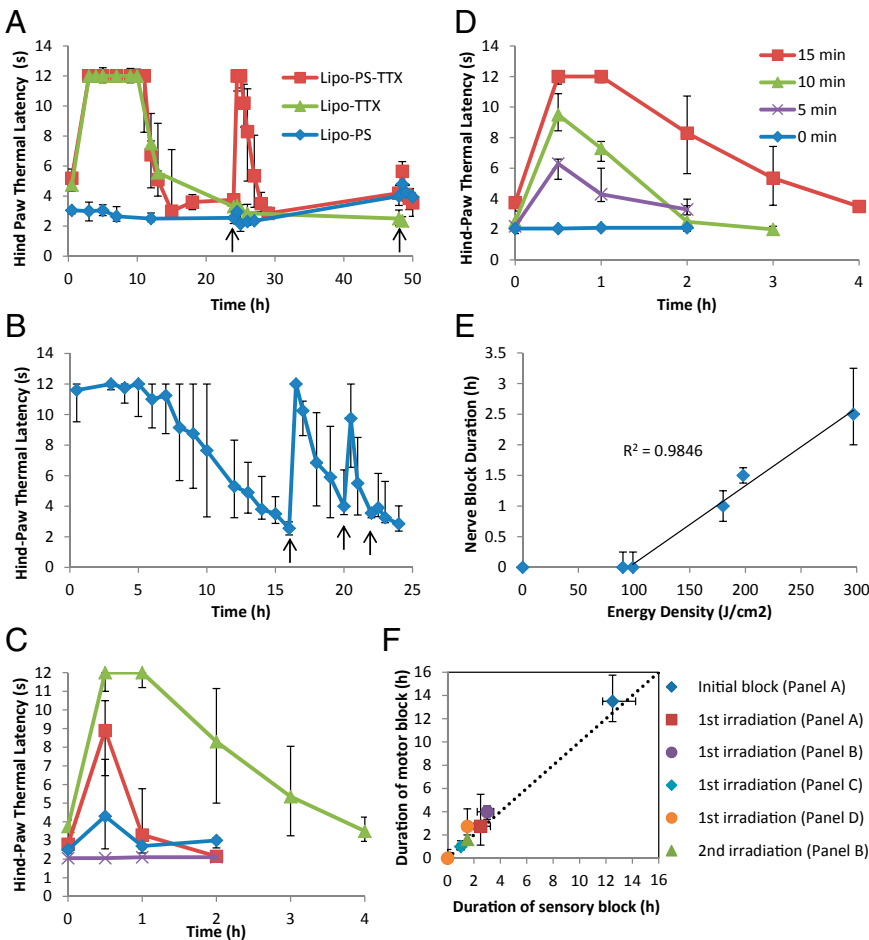 A
Hind Paw Thermal Latency (s)
14
12
10
8
6
4
2
0
0 10 20 30 40 50
Time (h)
Lipo-PS-TTX
Lipo-TTX
Lipo-PS
B
Hind-Paw Thermal Latency (s)
14
12
10
8
6
4
2
0
0 5 10 15 20 25
Time (h)
C
Hind-Paw Thermal Latency (s)
12
11
10
9
8
7
6
5
4
3
2
1
0
0 1 2 3 4
Time (h)
D
Hind-Paw Thermal Latency (s)
14
12
10
8
6
4
2
0
0 1 2 3 4
Time (h)
15 min
10 min
5 min
0 min
E
Nerve Block Duration (h)
3.5
3
2.5
2
1.5
1
0.5
0
0 50 100 150 200 250 300
Energy Density (J/cm2)
R² = 0.9846
F
Duration of motor block (h)
16
14
12
10
8
6
4
2
0
0 2 4 6 8 10 12 14 16
Duration of sensory block (h)
Initial block (Panel A)
1st irradiation (Panel A)
1st irradiation (Panel B)
1st irradiation (Panel C)
1st irradiation (Panel D)
2nd irradiation (Panel B)